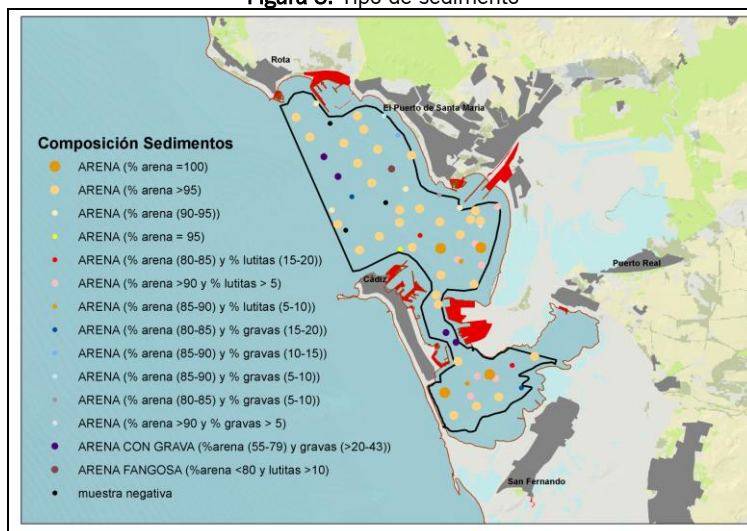 Figura 8. Tipo de sedimento
Rota
El Puerto de Santa María
Composición Sedimentos
ARENA (% arena =100)
ARENA (% arena >95)
ARENA (% arena (90-95))
ARENA (% arena = 95)
ARENA (% arena (80-85) y % lutitas (15-20))
ARENA (% arena >90 y % lutitas > 5)
ARENA (% arena (85-90) y % lutitas (5-10))
ARENA (% arena (80-85) y % gravas (15-20))
ARENA (% arena (85-90) y % gravas (10-15))
ARENA (% arena (85-90) y % gravas (5-10))
ARENA (% arena (80-85) y % gravas (5-10))
ARENA (% arena >90 y % gravas > 5)
ARENA CON GRAVA (%arena (55-79) y gravas (>20-43))
ARENA FANGOSA (%arena <80 y lutitas >10)
muestra negativa
Puerto Real
Cádiz
San Fernando